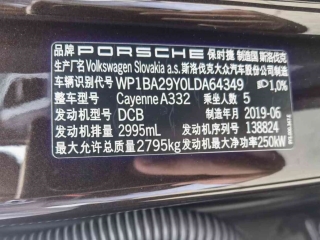 品牌 PORSCHE 保时捷 制造国 斯洛伐克
生产厂名 Volkswagen Slovakia a.s. 斯洛伐克大众汽车股份有限公司
车辆识别代号 WP1BA29Y0LDA64349 1,0%
整车型号 Cayenne A332 乘坐人数 5
发动机型号 DCB 制造年月 2019-06
发动机排量 2995mL 发动机序列号 138824
最大允许总质量 2795kg 发动机最大净功率 250kW